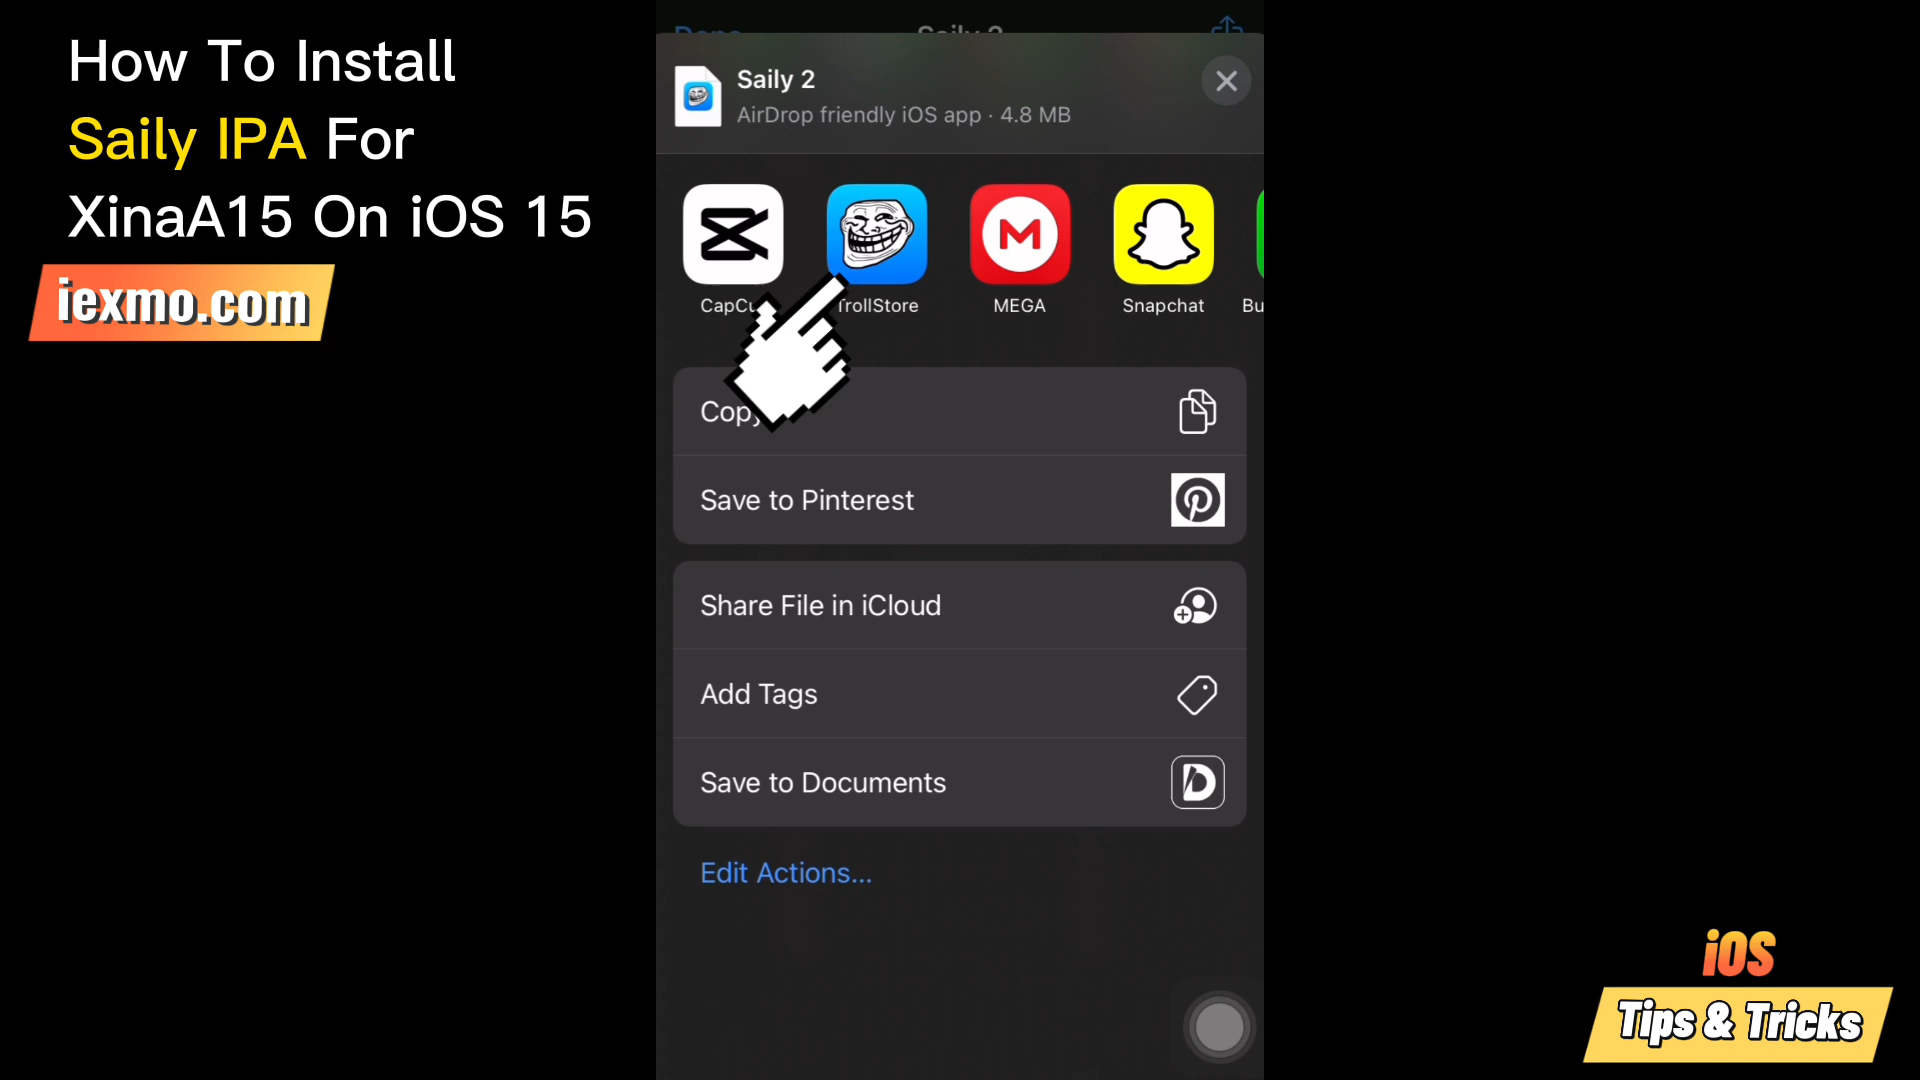 How To Install
Saily IPA For
XinaA15 On iOS 15
iexmo.com
Saily 2
AirDrop friendly iOS app · 4.8 MB
TrollStore
MEGA
Snapchat
Bu
Copy
Save to Pinterest
Share File in iCloud
Add Tags
Save to Documents
Edit Actions...
iOS
Tips & Tricks